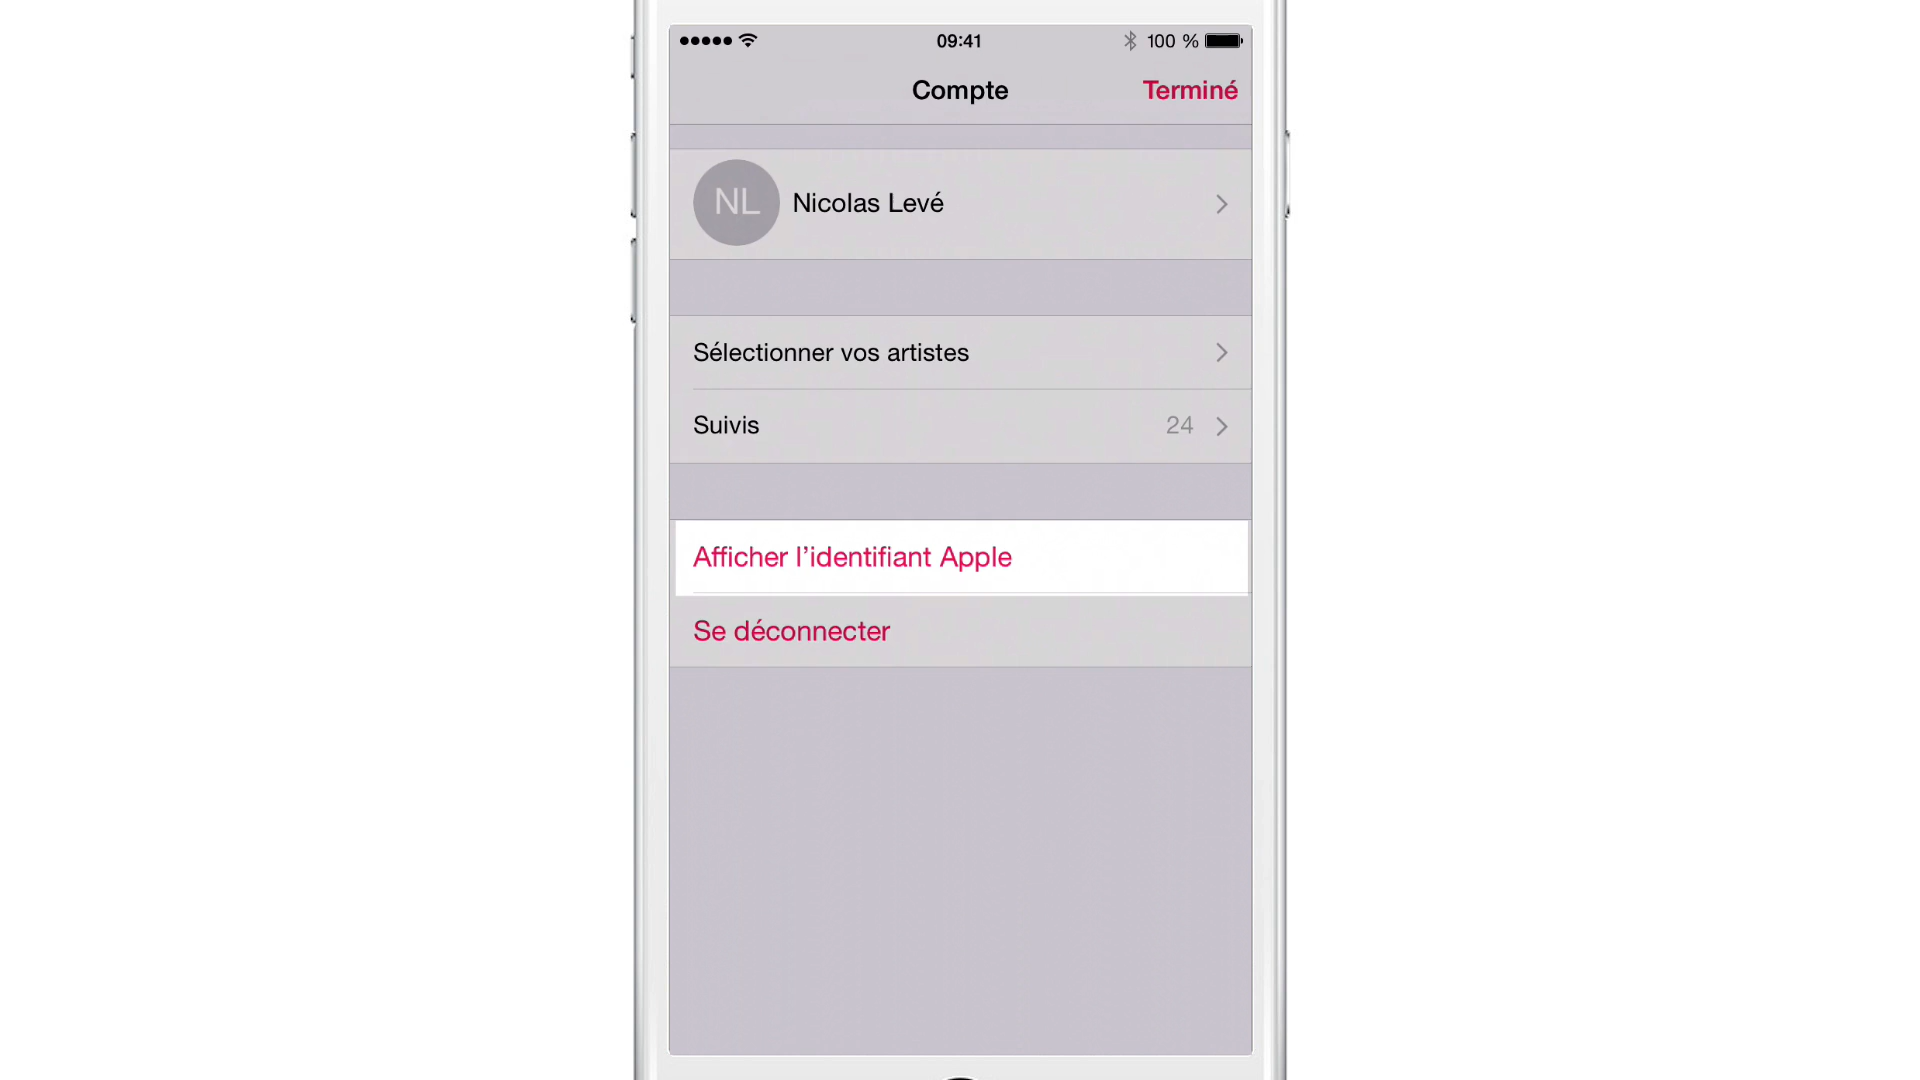 09:41
100 %
Compte
Terminé
NL
Nicolas Levé
Sélectionner vos artistes
Suivis
24
Afficher l’identifiant Apple
Se déconnecter